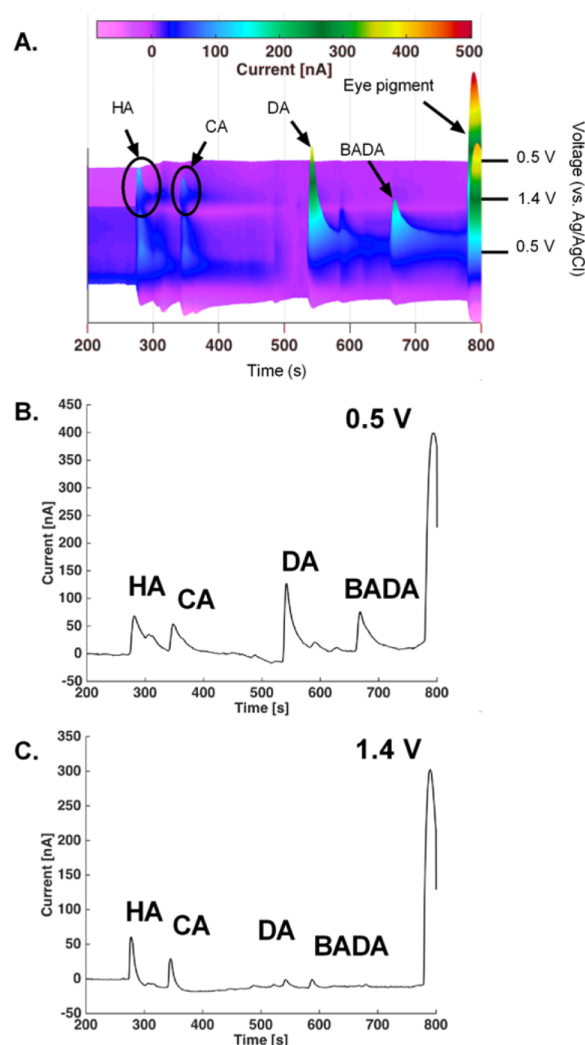 A.
0 100 200 300 400 500
Current [nA]
Eye pigment
HA
CA
DA
BADA
0.5 V
1.4 V
0.5 V
Voltage (vs. Ag/AgCl)
200 300 400 500 600 700 800
Time (s)
B.
0.5 V
450
400
350
300
250
200
150
100
50
0
-50
Current [nA]
HA
CA
DA
BADA
200 300 400 500 600 700 800
Time [s]
C.
1.4 V
350
300
250
200
150
100
50
0
-50
Current [nA]
HA
CA
DA
BADA
200 300 400 500 600 700 800
Time [s]